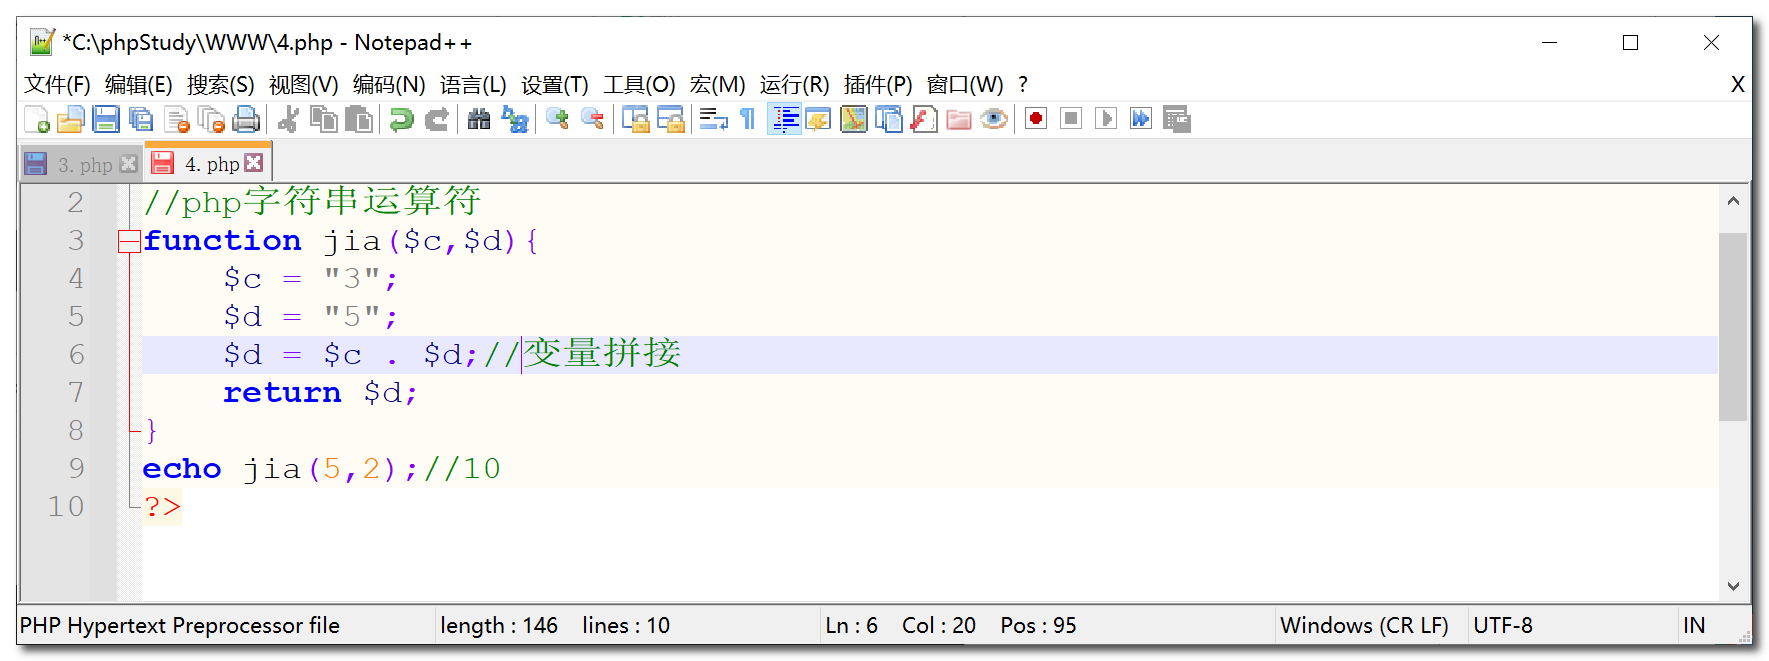 *C:\phpStudy\WWW\4.php - Notepad++
文件(F) 编辑(E) 搜索(S) 视图(V) 编码(N) 语言(L) 设置(T) 工具(O) 宏(M) 运行(R) 插件(P) 窗口(W) ? X
3. php 4. php
2 //php字符串运算符
3 function jia($c,$d){
4 $c = "3";
5 $d = "5";
6 $d = $c . $d;//变量拼接
7 return $d;
8 }
9 echo jia(5,2);//10
10 ?>
PHP Hypertext Preprocessor file length : 146 lines : 10 Ln : 6 Col : 20 Pos : 95 Windows (CR LF) UTF-8 IN